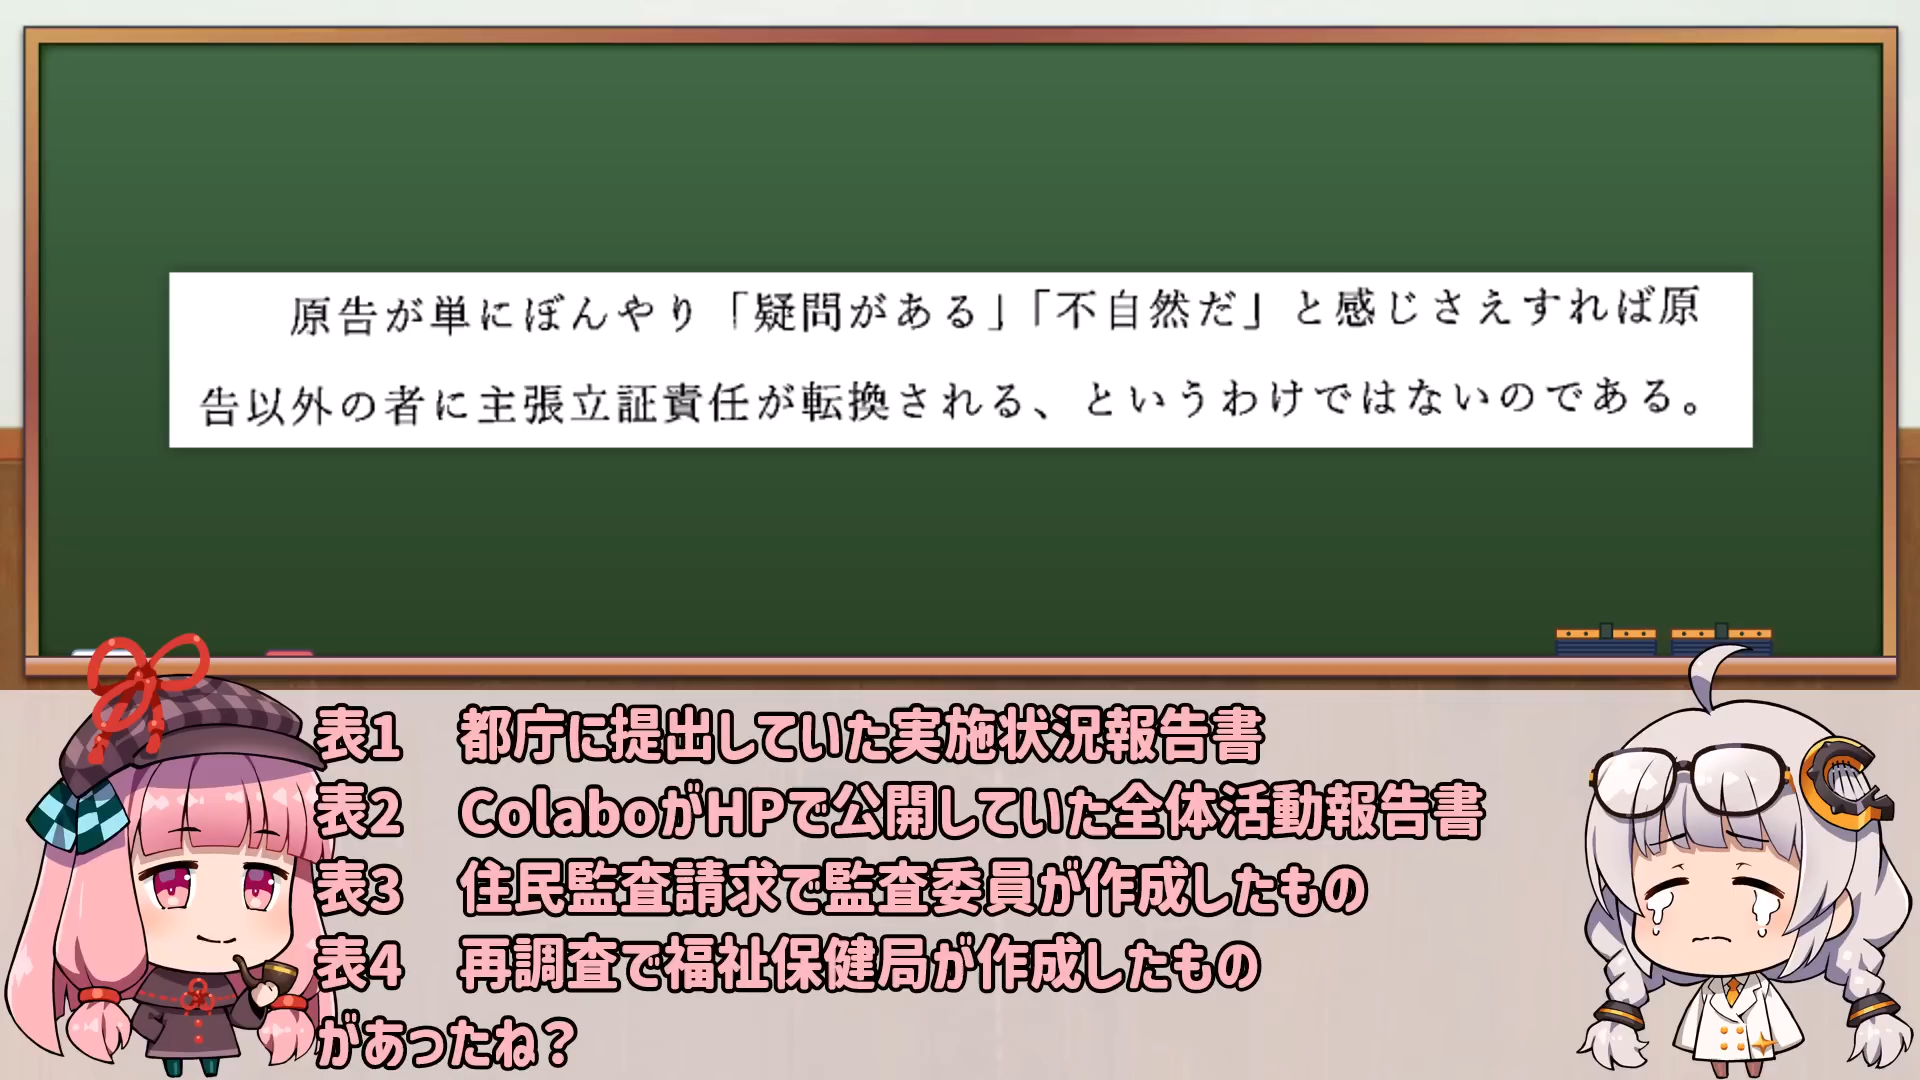 原告が単にぼんやり「疑問がある」「不自然だ」と感じさえすれば原
告以外の者に主張立証責任が転換される、というわけではないのである。
表1　都庁に提出していた実施状況報告書
表2　ColaboがHPで公開していた全体活動報告書
表3　住民監査請求で監査委員が作成したもの
表4　再調査で福祉保健局が作成したもの
があったね？